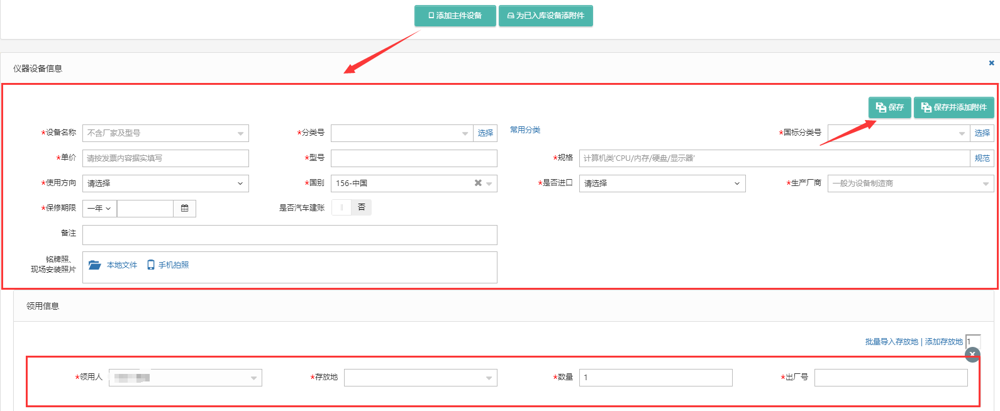 添加主件设备 为已入库设备添附件
仪器设备信息
保存 保存并添加附件
*设备名称 不含厂家及型号 *分类号 选择 常用分类 *国标分类号 选择
*单价 请按发票内容据实填写 *型号 *规格 计算机类'CPU/内存/硬盘/显示器' 规范
*使用方向 请选择 *国别 156-中国 *是否进口 请选择 *生产厂商 一般为设备制造商
*保修期限 一年 是否汽车建账 否
备注
铭牌照、
现场安装照片 本地文件 手机拍照
领用信息
批量导入存放地 | 添加存放地 1
*领用人 *存放地 *数量 1 *出厂号